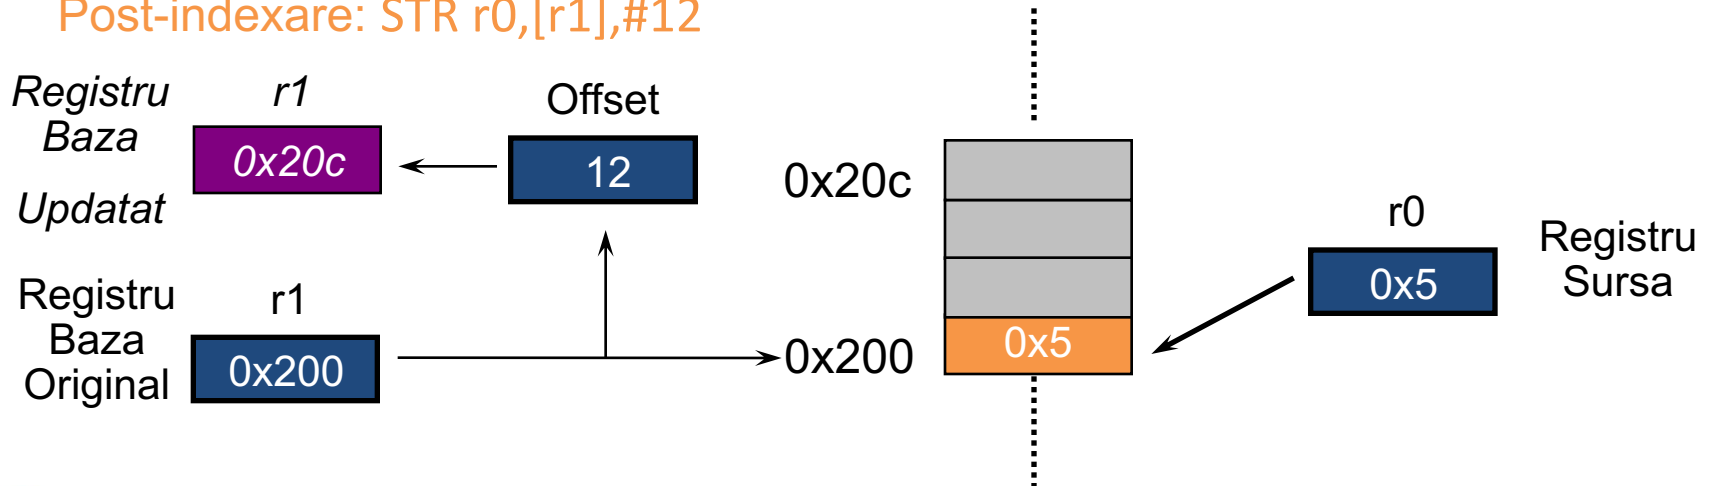 Post-indexare: STR r0,[r1],#12
Registru
Baza
Updatat
r1
0x20c
Offset
12
0x20c
r0
0x5
Registru
Sursa
Registru
Baza
Original
r1
0x200
0x200
0x5